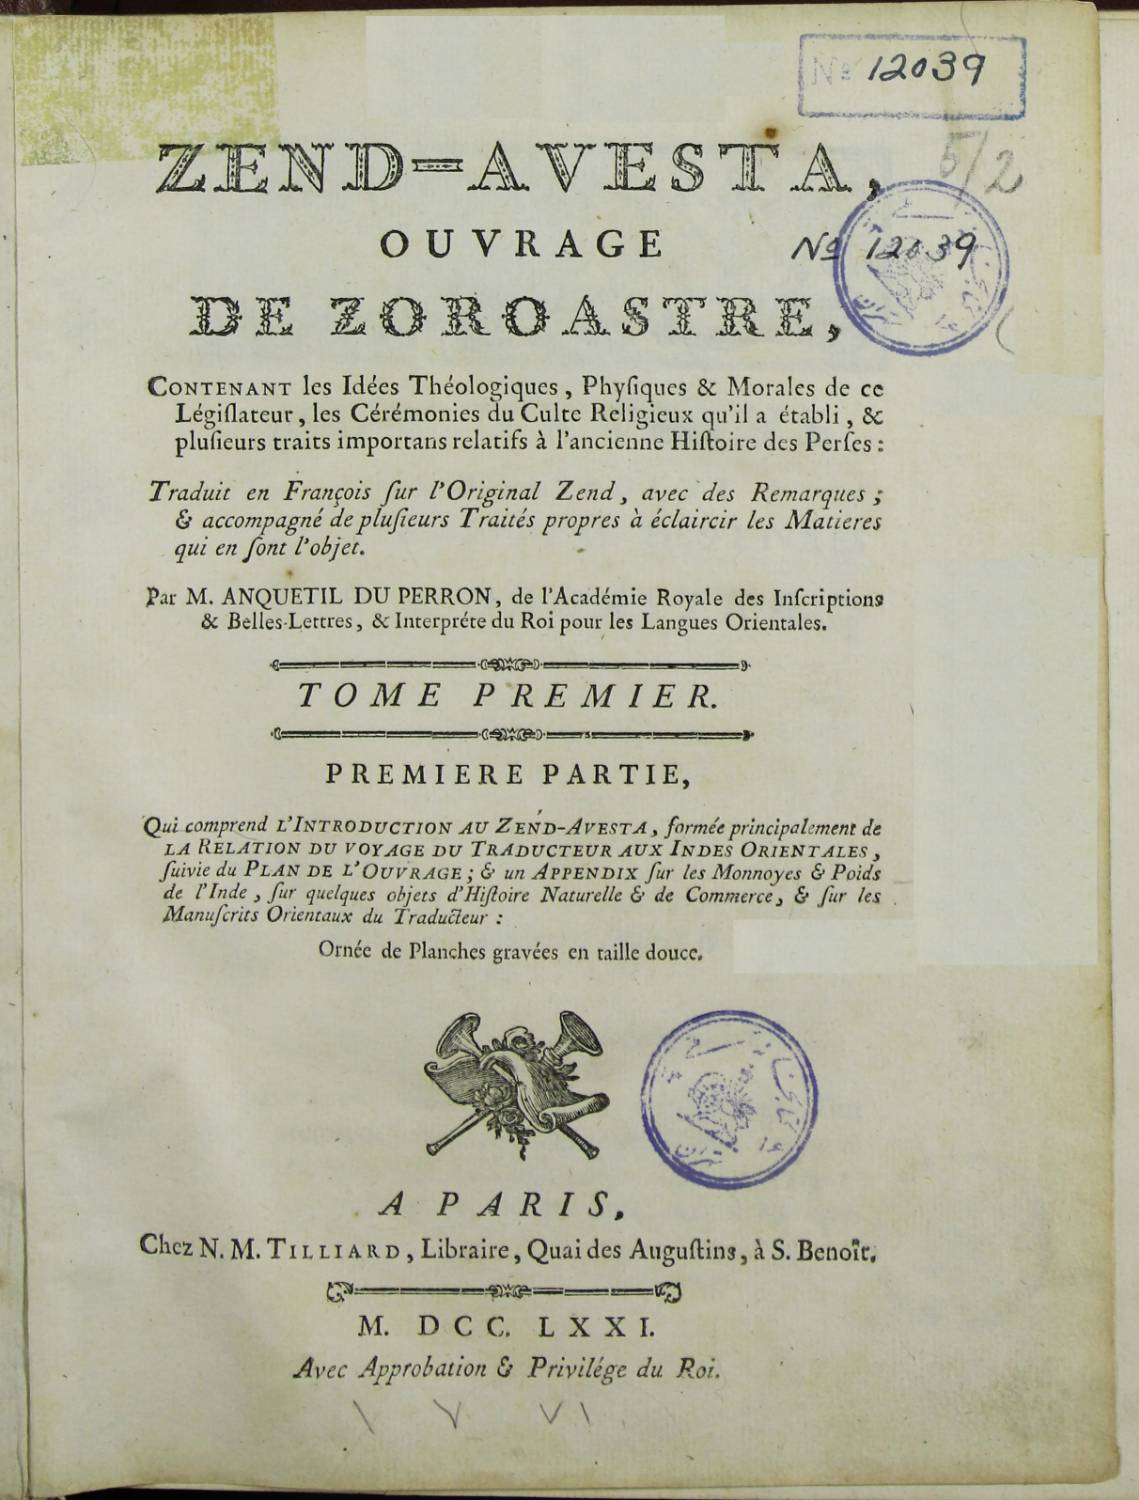 Nº 12039
5/2
ZEND=AVESTA,
OUVRAGE
Nº 12039
DE ZOROASTRE,
CONTENANT les Idées Théologiques, Phyſiques & Morales de ce
Légiſlateur, les Cérémonies du Culte Religieux qu'il a établi, &
pluſieurs traits importans relatifs à l'ancienne Hiſtoire des Perſes:
Traduit en François ſur l'Original Zend, avec des Remarques;
& accompagné de pluſieurs Traités propres à éclaircir les Matieres
qui en ſont l'objet.
Par M. ANQUETIL DU PERRON, de l'Académie Royale des Inſcriptions
& Belles-Lettres, & Interpréte du Roi pour les Langues Orientales.
TOME PREMIER.
PREMIERE PARTIE,
Qui comprend L'INTRODUCTION AU ZEND-AVESTA, formée principalement de
LA RELATION DU VOYAGE DU TRADUCTEUR AUX INDES ORIENTALES,
ſuivie du PLAN DE L'OUVRAGE; & un APPENDIX ſur les Monnoyes & Poids
de l'Inde, ſur quelques objets d'Hiſtoire Naturelle & de Commerce, & ſur les
Manuſcrits Orientaux du Traducteur:
Ornée de Planches gravées en taille douce.
A PARIS,
Chez N. M. TILLIARD, Libraire, Quai des Auguſtins, à S. Benoît.
M. DCC. LXXI.
Avec Approbation & Privilége du Roi.